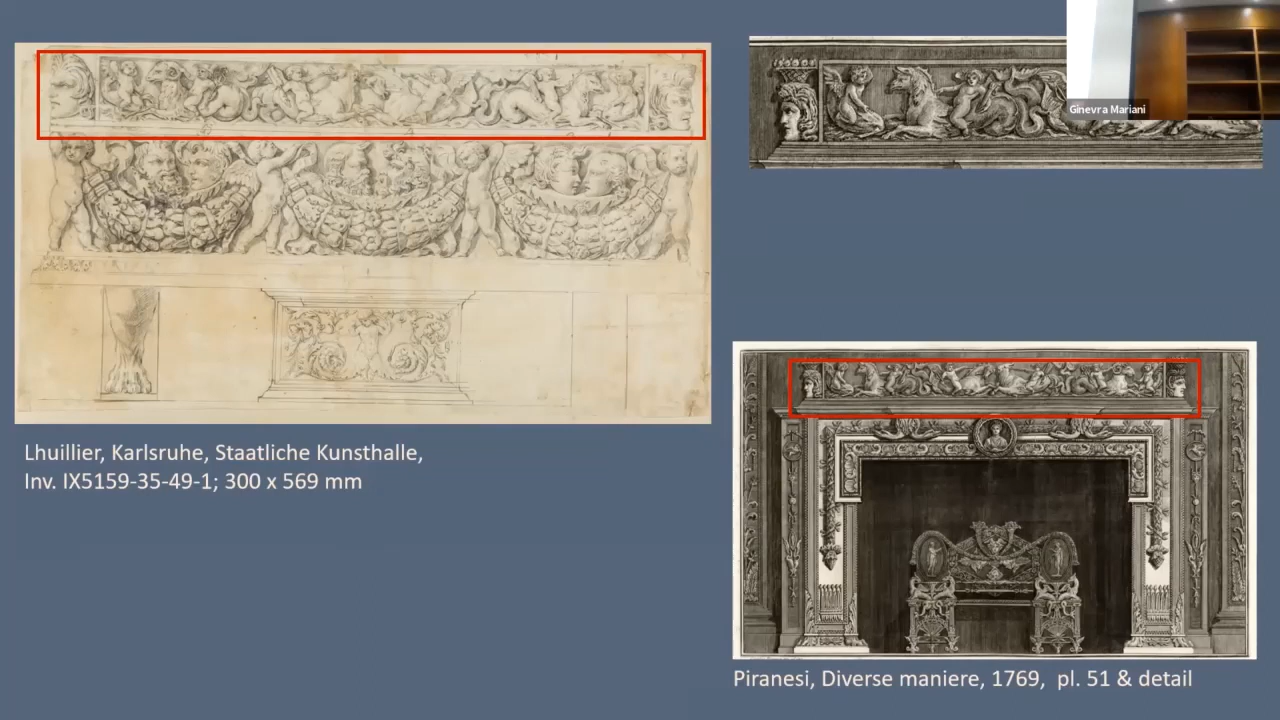 Ginevra Mariani
Lhuillier, Karlsruhe, Staatliche Kunsthalle,
Inv. IX5159-35-49-1; 300 x 569 mm
Piranesi, Diverse maniere, 1769, pl. 51 & detail